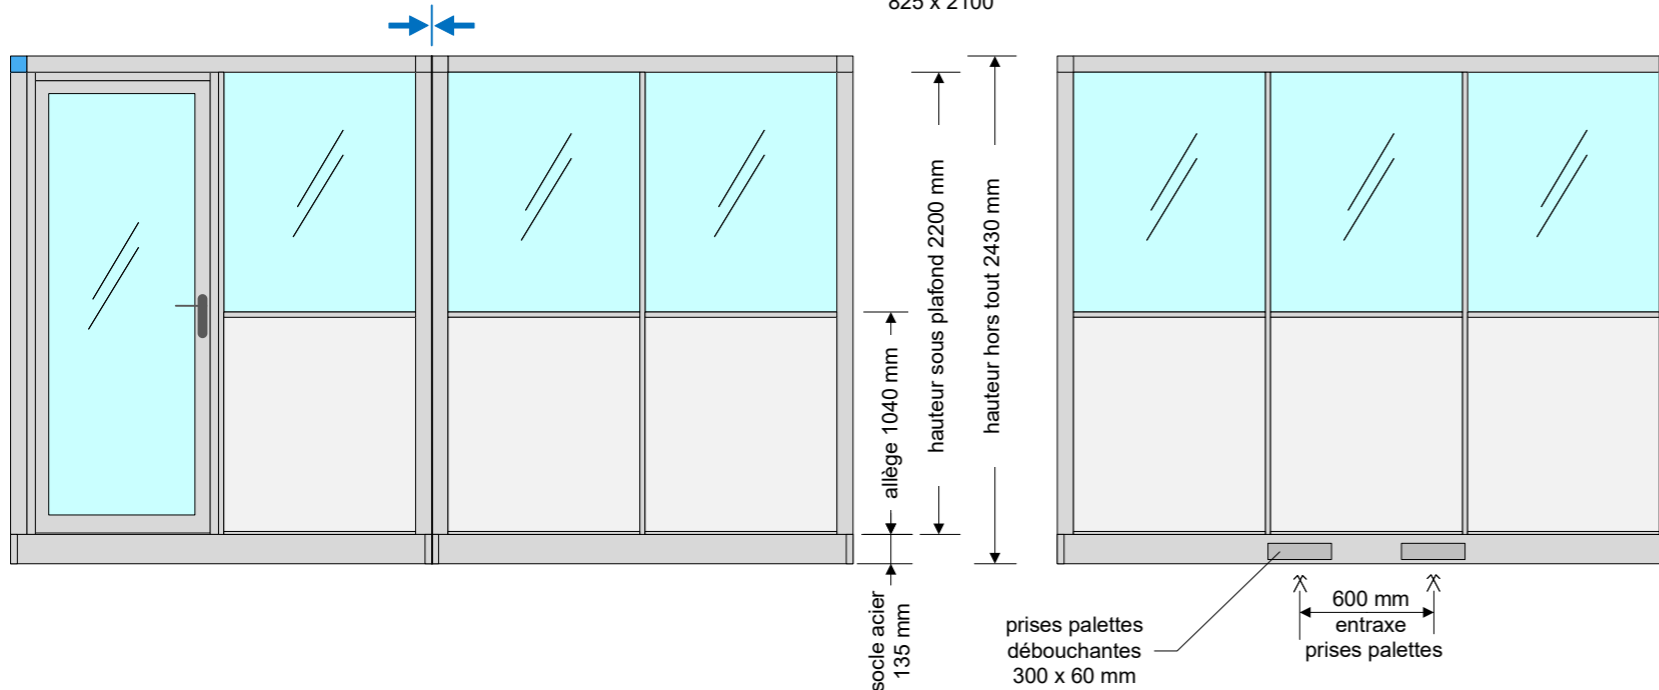 825 x 2100
allège 1040 mm
hauteur sous plafond 2200 mm
hauteur hors tout 2430 mm
socle acier
135 mm
prises palettes
débouchantes
300 x 60 mm
600 mm
entraxe
prises palettes